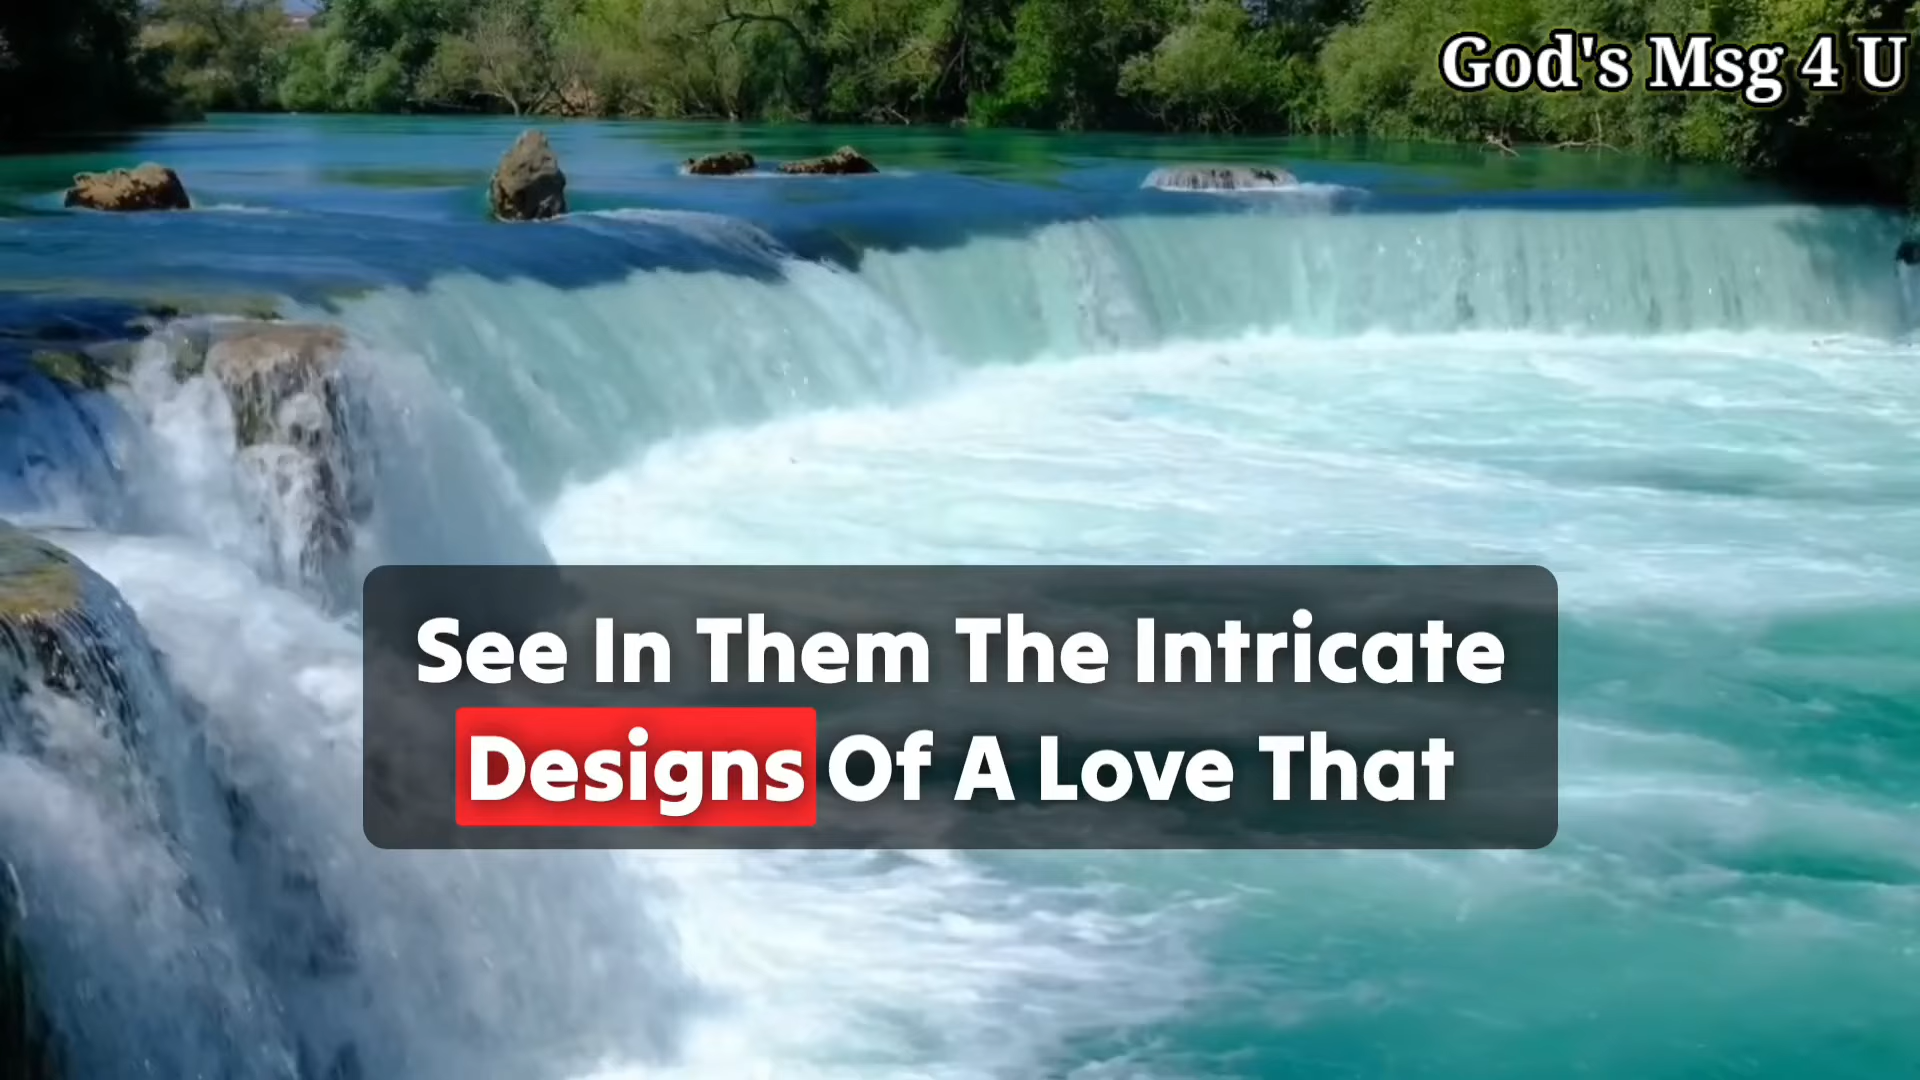 God's Msg 4 U
See In Them The Intricate
Designs Of A Love That